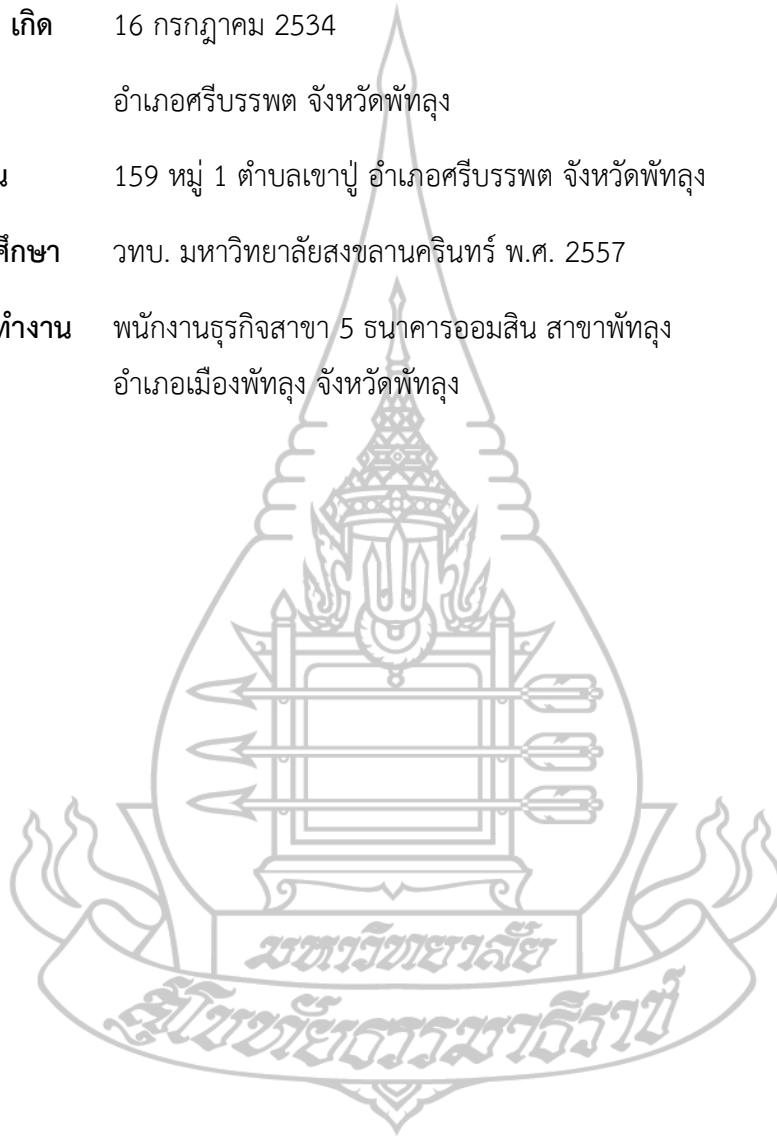 เกิด 16 กรกฎาคม 2534
อำเภอศรีบรรพต จังหวัดพัทลุง
159 หมู่ 1 ตำบลเขาปู่ อำเภอศรีบรรพต จังหวัดพัทลุง
ศึกษา วทบ. มหาวิทยาลัยสงขลานครินทร์ พ.ศ. 2557
ทำงาน พนักงานธุรกิจสาขา 5 ธนาคารออมสิน สาขาพัทลุง
อำเภอเมืองพัทลุง จังหวัดพัทลุง
มหาวิทยาลัย
สุโขทัยธรรมาธิราช